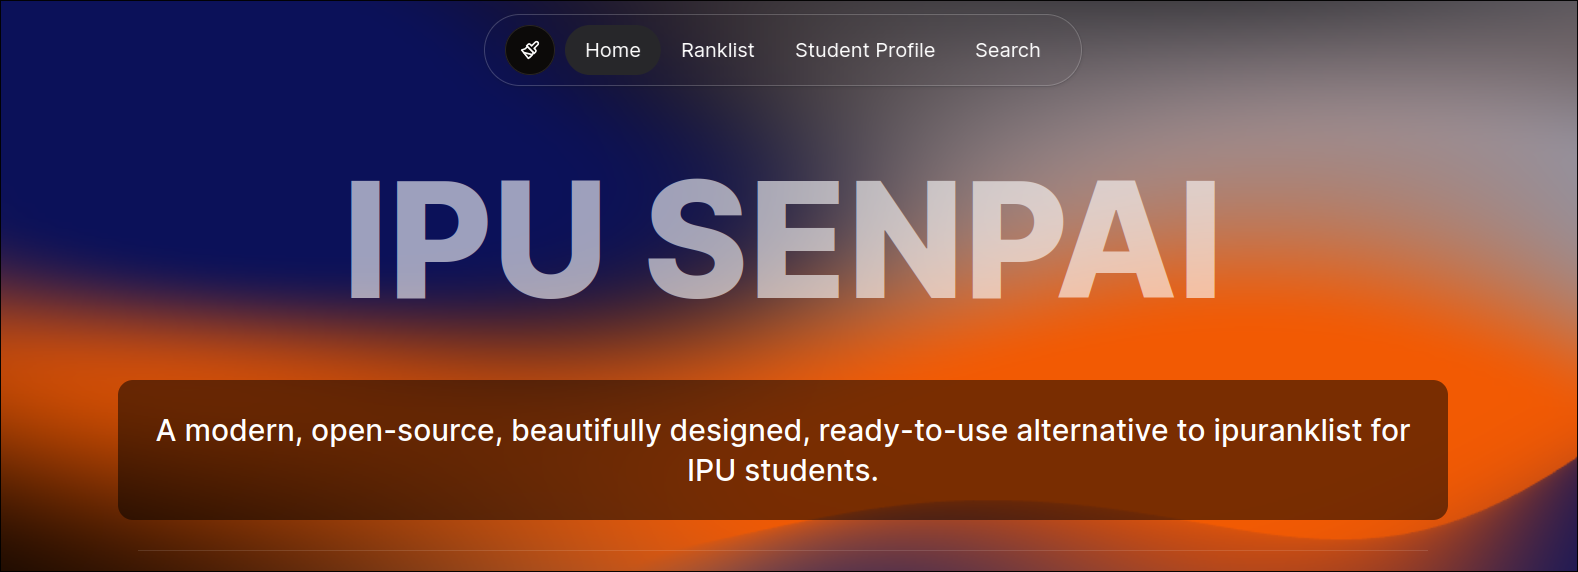 Home Ranklist Student Profile Search
IPU SENPAI
A modern, open-source, beautifully designed, ready-to-use alternative to ipuranklist for
IPU students.